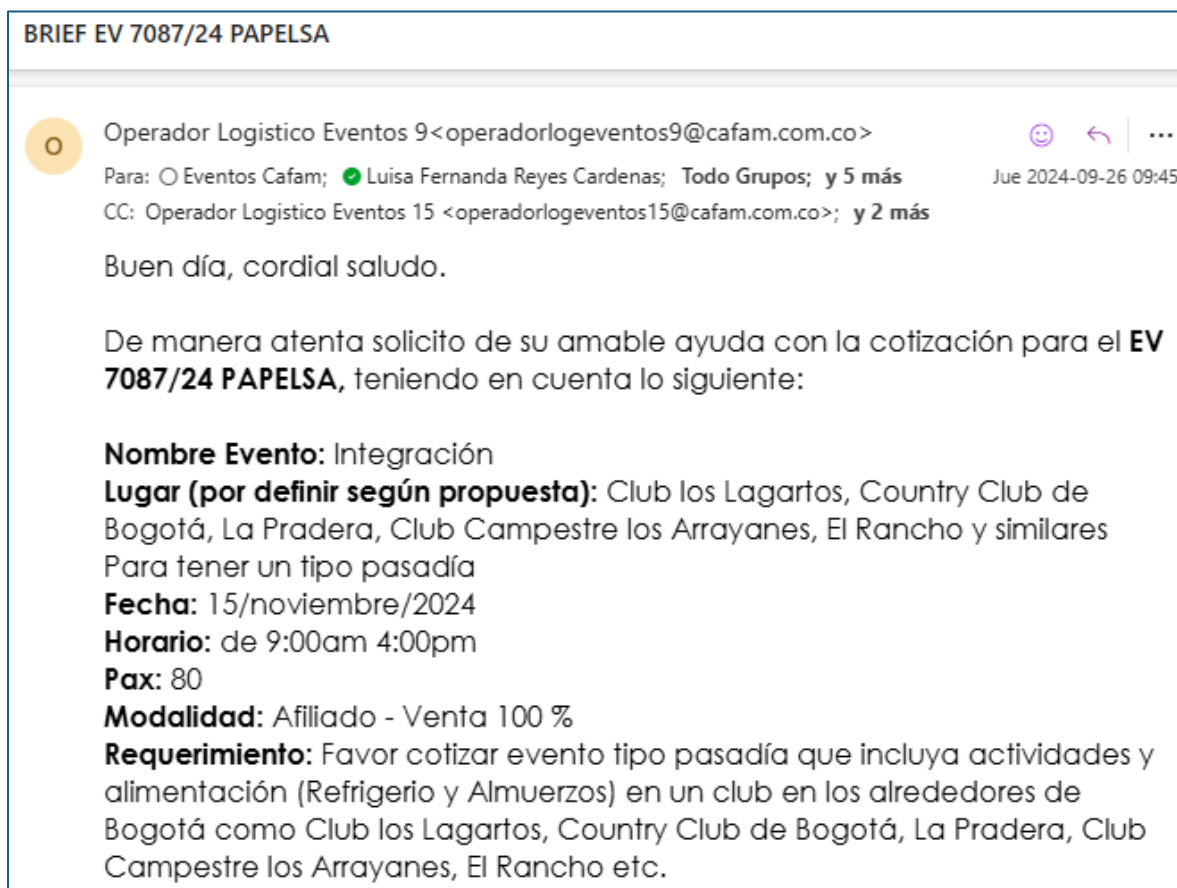 BRIEF EV 7087/24 PAPELSA
O
Operador Logistico Eventos 9<operadorlogeventos9@cafam.com.co>
Para: Eventos Cafam; Luisa Fernanda Reyes Cardenas; Todo Grupos; y 5 más
Jue 2024-09-26 09:45
CC: Operador Logistico Eventos 15 <operadorlogeventos15@cafam.com.co>; y 2 más
Buen día, cordial saludo.
De manera atenta solicito de su amable ayuda con la cotización para el EV
7087/24 PAPELSA, teniendo en cuenta lo siguiente:
Nombre Evento: Integración
Lugar (por definir según propuesta): Club los Lagartos, Country Club de
Bogotá, La Pradera, Club Campestre los Arrayanes, El Rancho y similares
Para tener un tipo pasadía
Fecha: 15/noviembre/2024
Horario: de 9:00am 4:00pm
Pax: 80
Modalidad: Afiliado - Venta 100 %
Requerimiento: Favor cotizar evento tipo pasadía que incluya actividades y
alimentación (Refrigerio y Almuerzos) en un club en los alrededores de
Bogotá como Club los Lagartos, Country Club de Bogotá, La Pradera, Club
Campestre los Arrayanes, El Rancho etc.